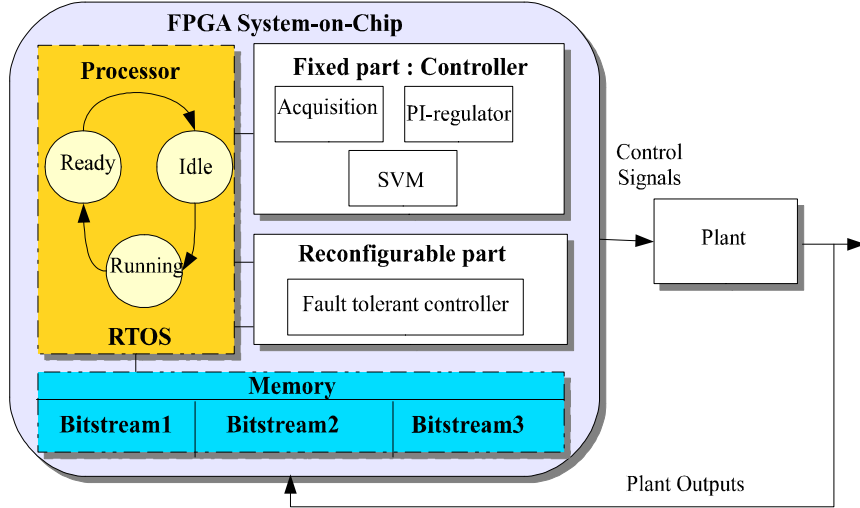 FPGA System-on-Chip
Processor
Ready
Idle
Running
RTOS
Fixed part : Controller
Acquisition
PI-regulator
SVM
Reconfigurable part
Fault tolerant controller
Memory
Bitstream1
Bitstream2
Bitstream3
Control
Signals
Plant
Plant Outputs